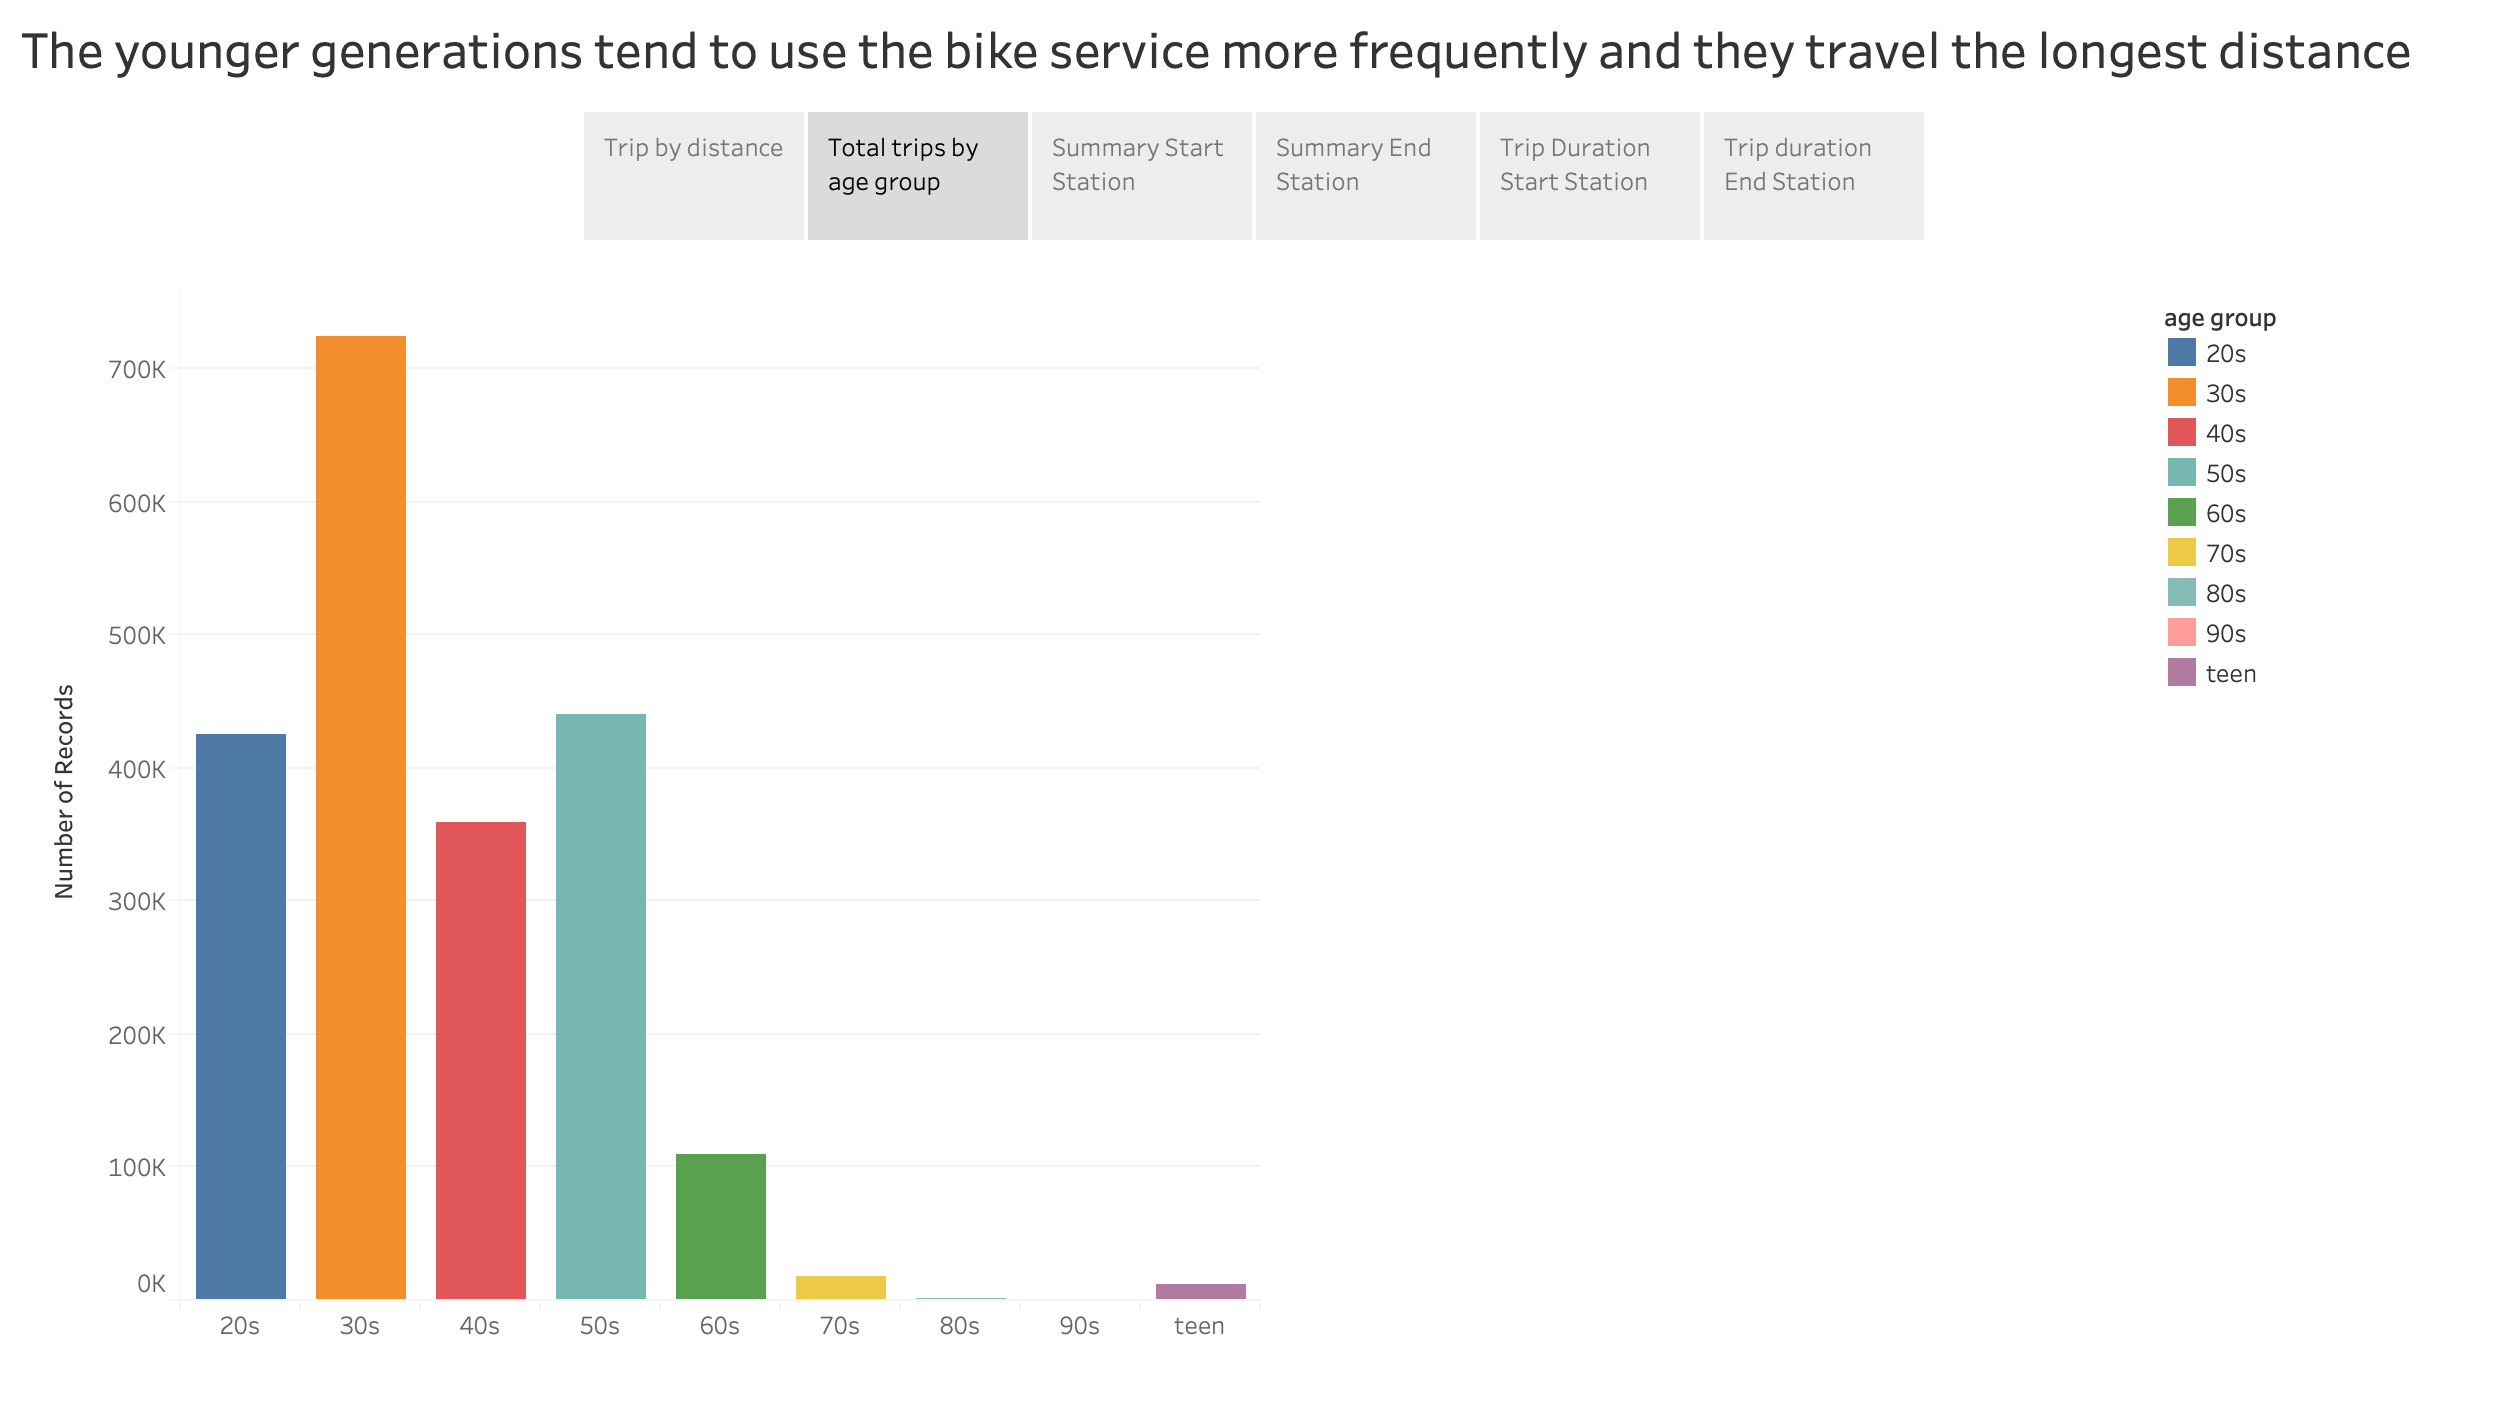 The younger generations tend to use the bike service more frequently and they travel the longest distance
Trip by distance
Total trips by
age group
Summary Start
Station
Summary End
Station
Trip Duration
Start Station
Trip duration
End Station
Number of Records
700K
600K
500K
400K
300K
200K
100K
0K
20s
30s
40s
50s
60s
70s
80s
90s
teen
age group
20s
30s
40s
50s
60s
70s
80s
90s
teen